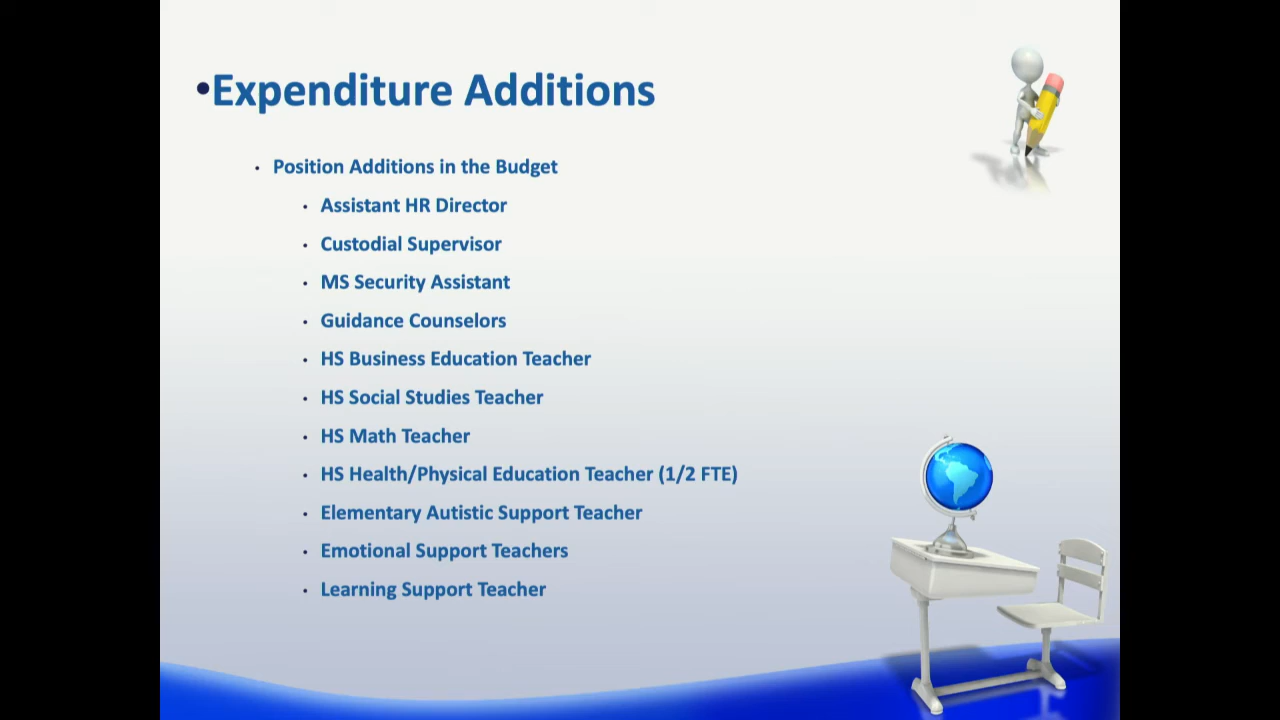 •Expenditure Additions
• Position Additions in the Budget
• Assistant HR Director
• Custodial Supervisor
• MS Security Assistant
• Guidance Counselors
• HS Business Education Teacher
• HS Social Studies Teacher
• HS Math Teacher
• HS Health/Physical Education Teacher (1/2 FTE)
• Elementary Autistic Support Teacher
• Emotional Support Teachers
• Learning Support Teacher